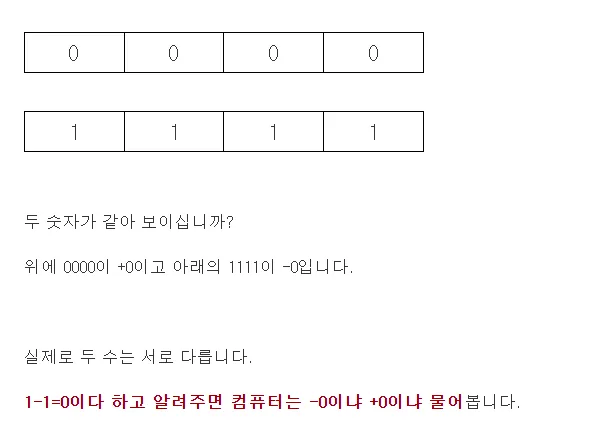 0 0 0 0
1 1 1 1
두 숫자가 같아 보이십니까?
위에 0000이 +0이고 아래의 1111이 -0입니다.
실제로 두 수는 서로 다릅니다.
1-1=0이다 하고 알려주면 컴퓨터는 -0이냐 +0이냐 물어봅니다.